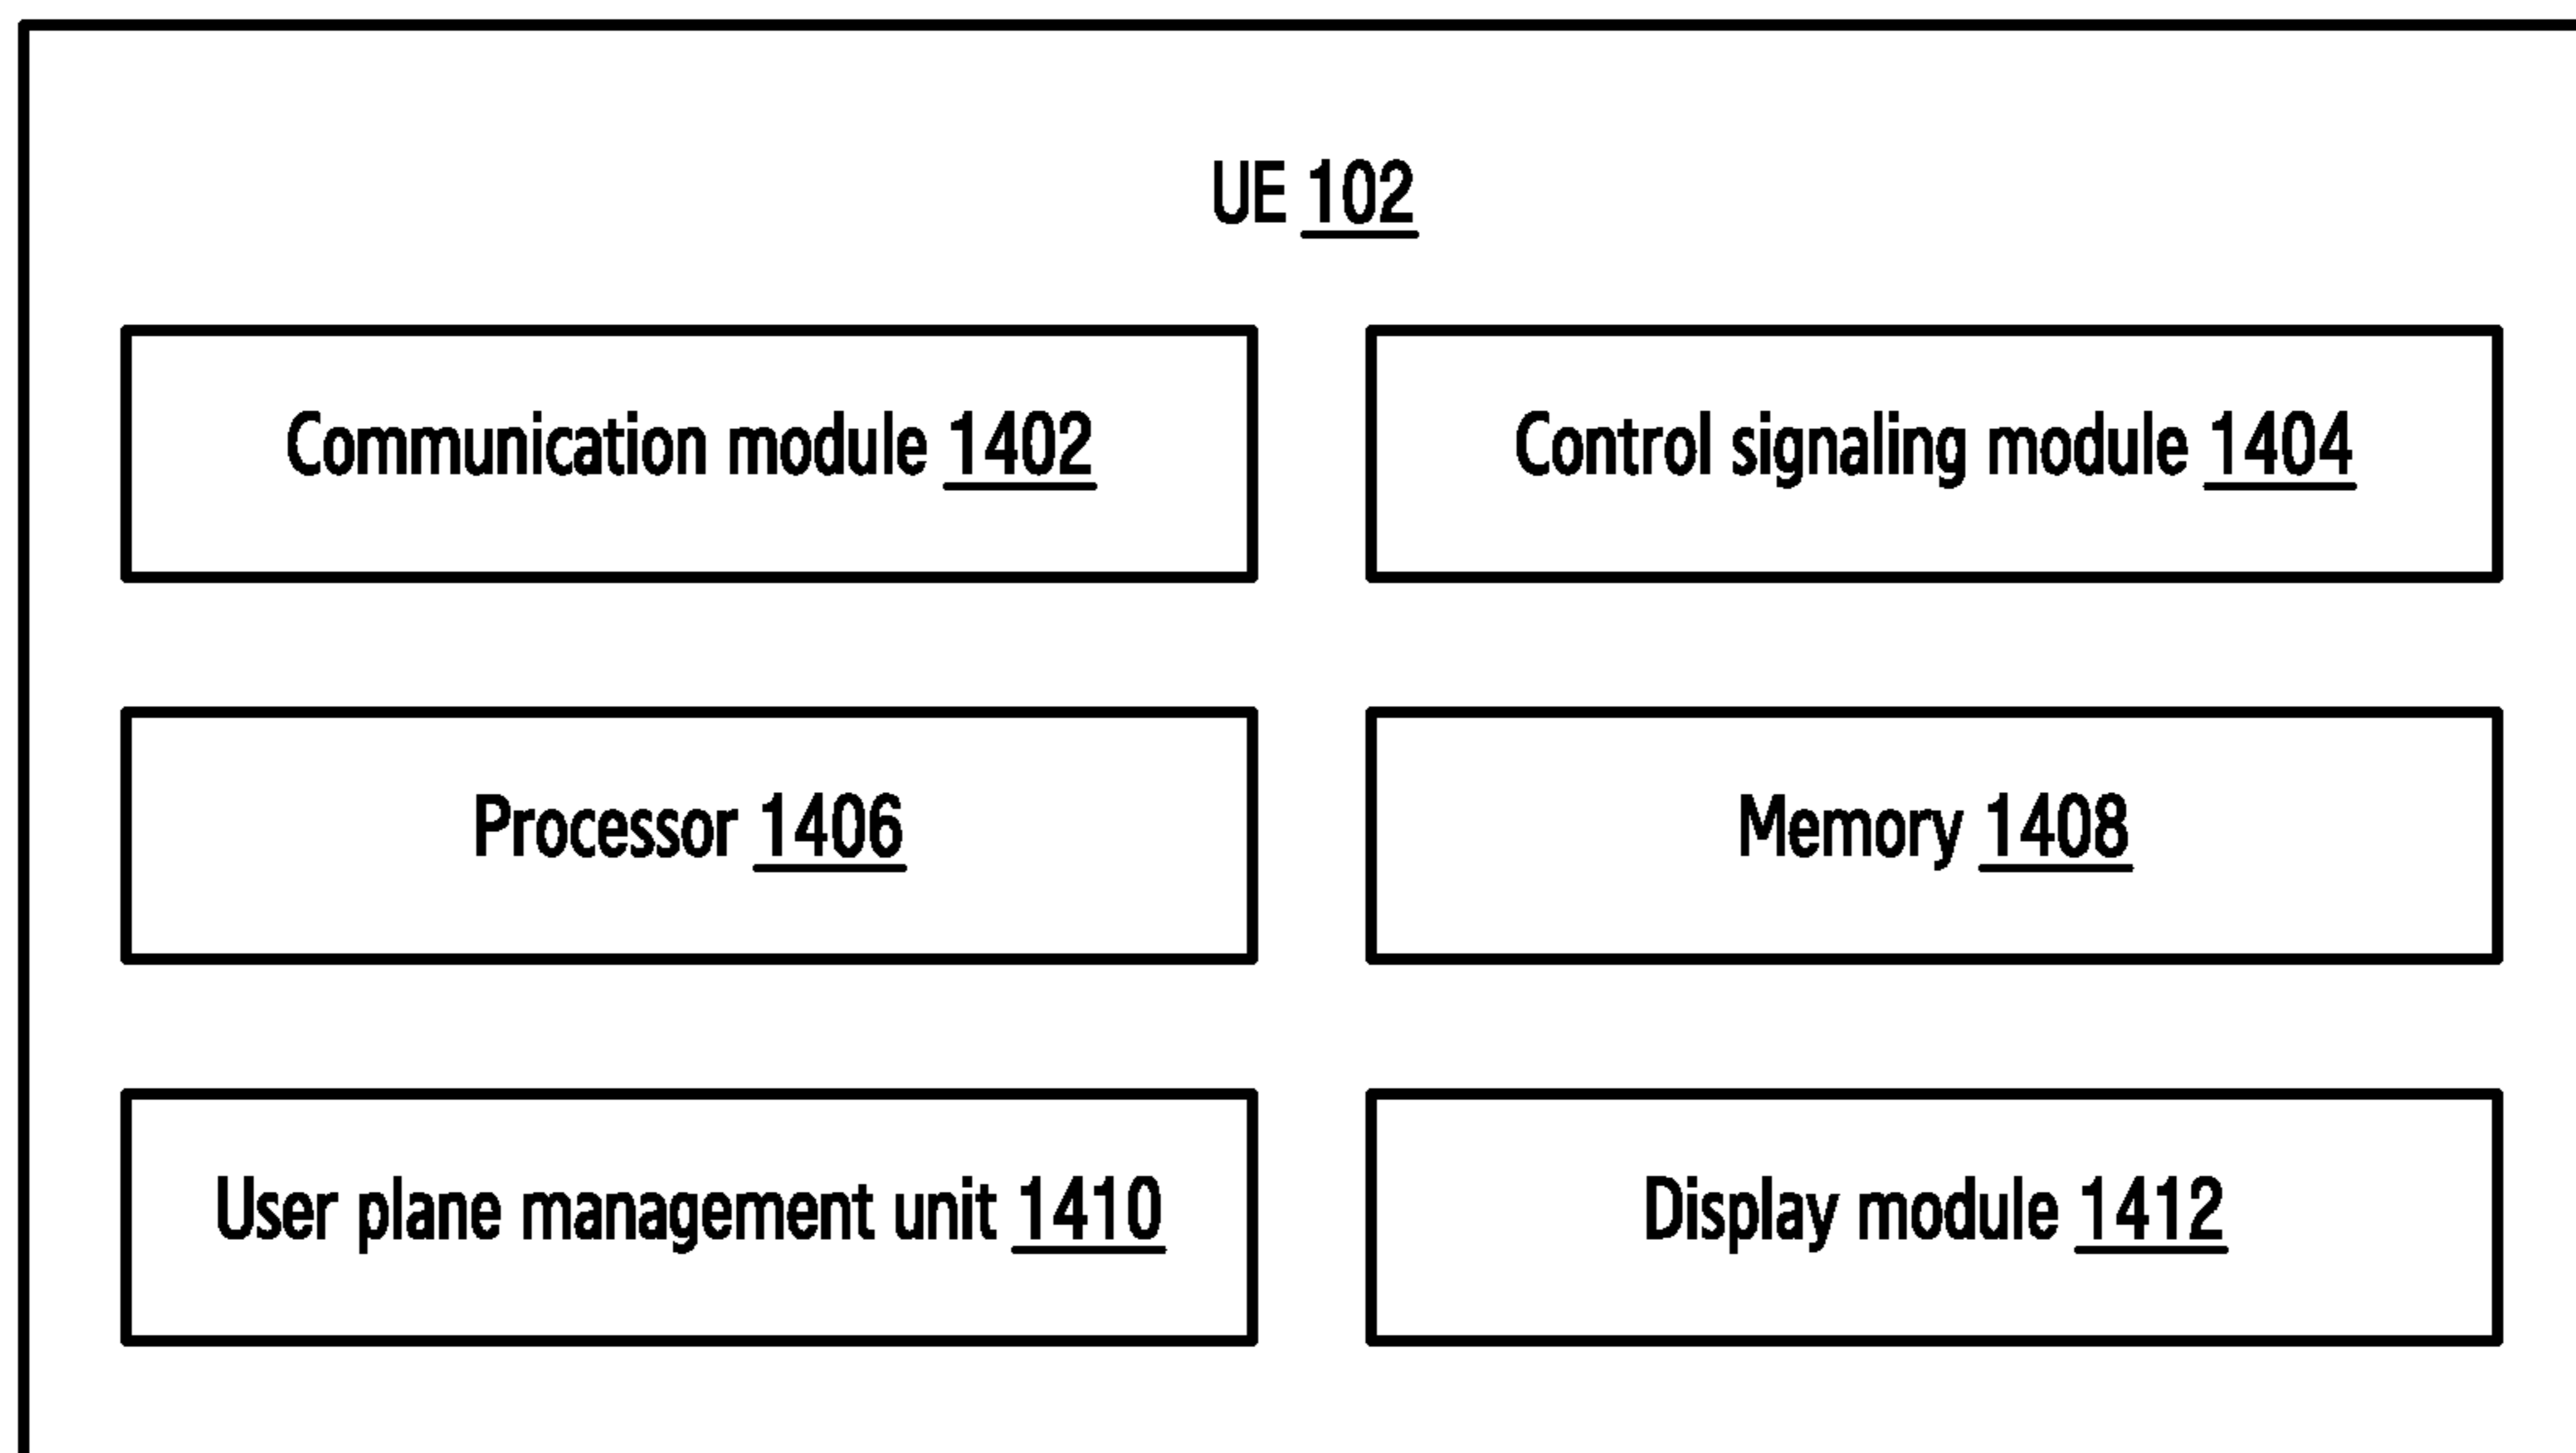 UE 102
Communication module 1402
Control signaling module 1404
Processor 1406
Memory 1408
User plane management unit 1410
Display module 1412